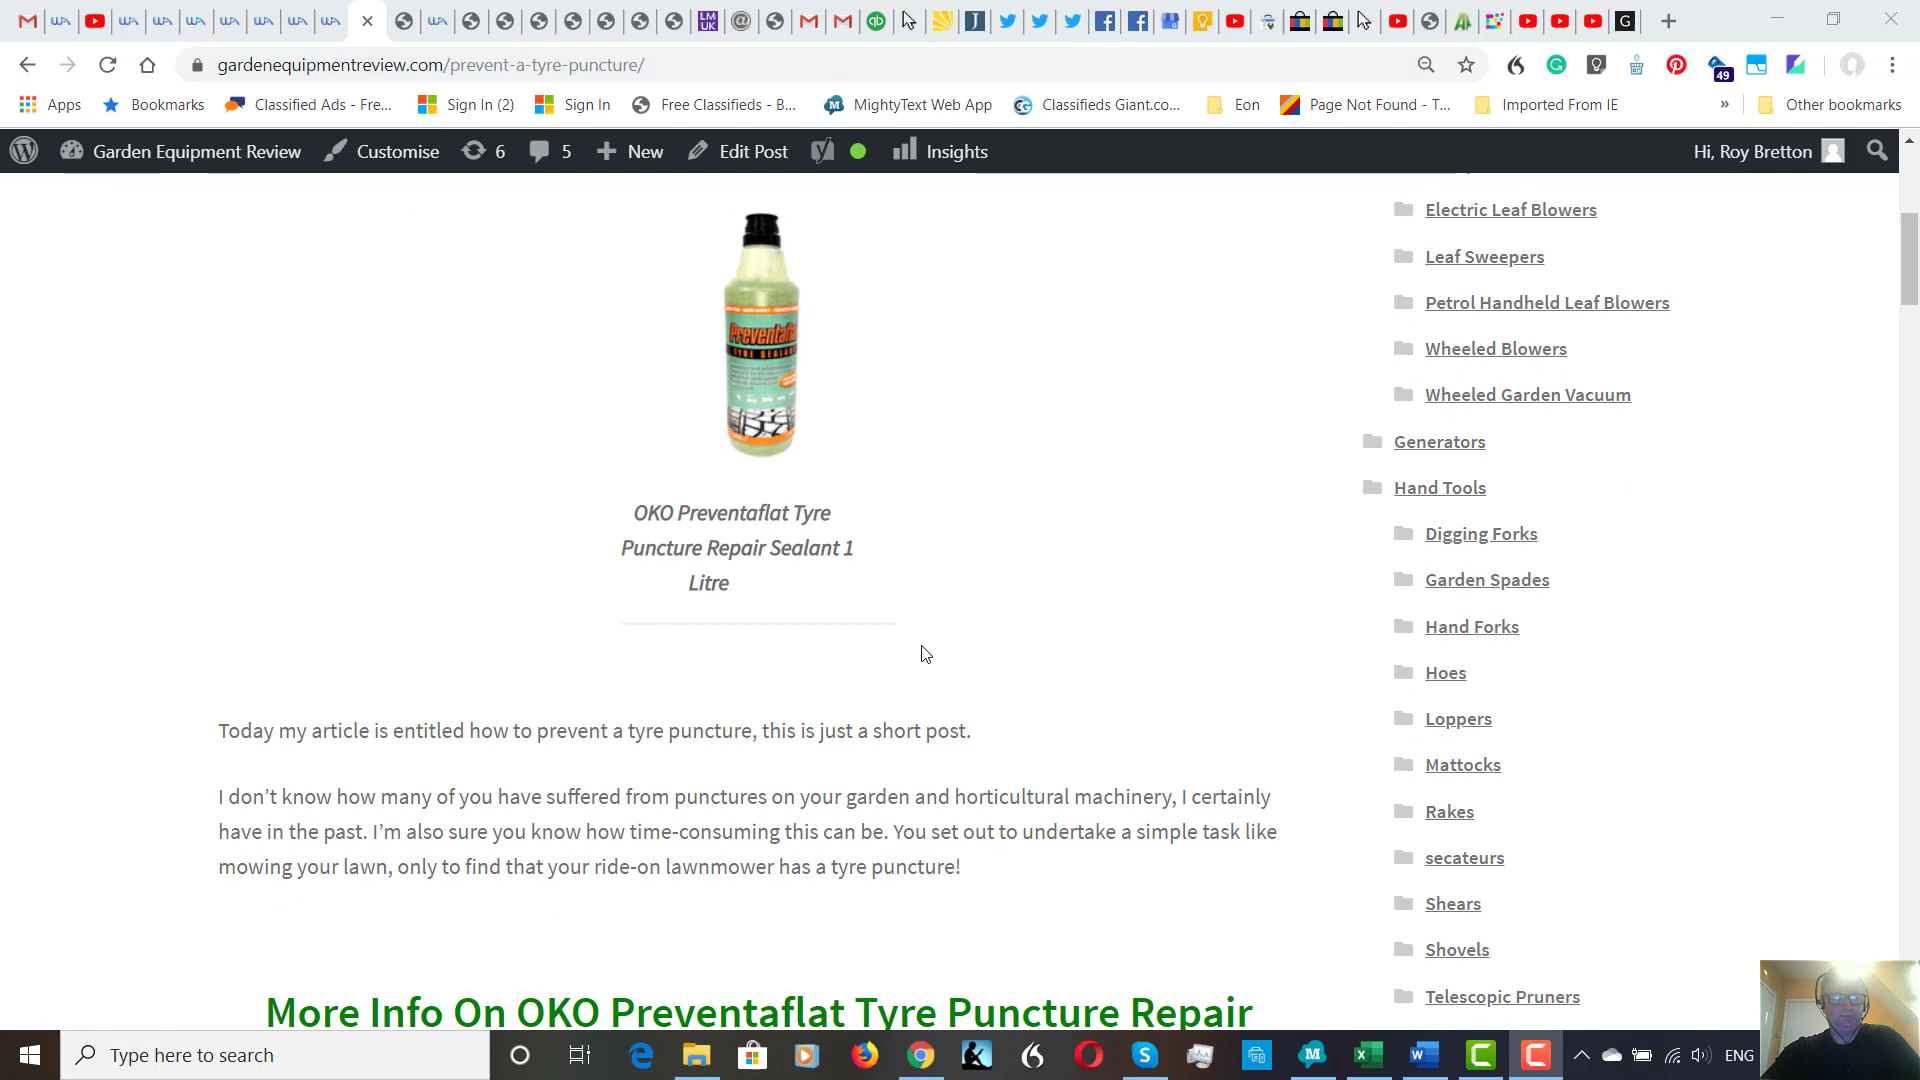 gardenequipmentreview.com/prevent-a-tyre-puncture/
49
Apps
Bookmarks
Classified Ads - Fre...
Sign In (2)
Sign In
Free Classifieds - B...
MightyText Web App
Classifieds Giant.co...
Eon
Page Not Found - T...
Imported From IE
»
Other bookmarks
Garden Equipment Review
Customise
6
5
New
Edit Post
Insights
Hi, Roy Bretton
Preventaflat
TYRE SEALANT
OKO Preventaflat Tyre
Puncture Repair Sealant 1
Litre
Today my article is entitled how to prevent a tyre puncture, this is just a short post.
I don’t know how many of you have suffered from punctures on your garden and horticultural machinery, I certainly
have in the past. I’m also sure you know how time-consuming this can be. You set out to undertake a simple task like
mowing your lawn, only to find that your ride-on lawnmower has a tyre puncture!
More Info On OKO Preventaflat Tyre Puncture Repair
Electric Leaf Blowers
Leaf Sweepers
Petrol Handheld Leaf Blowers
Wheeled Blowers
Wheeled Garden Vacuum
Generators
Hand Tools
Digging Forks
Garden Spades
Hand Forks
Hoes
Loppers
Mattocks
Rakes
secateurs
Shears
Shovels
Telescopic Pruners
Type here to search
ENG